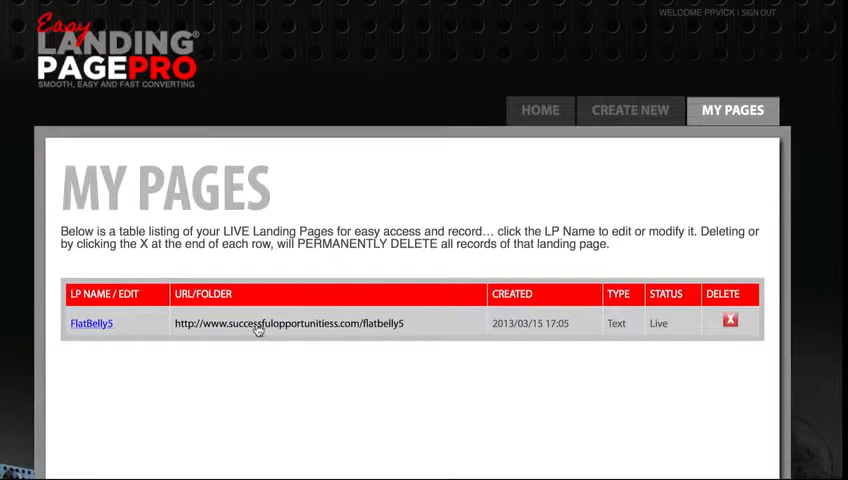 WELCOME PPVICK | SIGN OUT
Easy
LANDING®
PAGEPRO
SMOOTH, EASY AND FAST CONVERTING
HOME CREATE NEW MY PAGES
MY PAGES
Below is a table listing of your LIVE Landing Pages for easy access and record... click the LP Name to edit or modify it. Deleting or
by clicking the X at the end of each row, will PERMANENTLY DELETE all records of that landing page.
LP NAME / EDIT URL/FOLDER CREATED TYPE STATUS DELETE
FlatBelly5 http://www.successfulopportunitiess.com/flatbelly5 2013/03/15 17:05 Text Live X